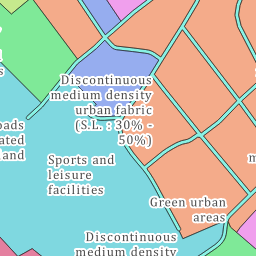 Discontinuous
medium density
urban fabric
(S.L. : 30% -
50%)
oads
ated
land
Sports and
leisure
facilities
Green urban
areas
Discontinuous
medium density